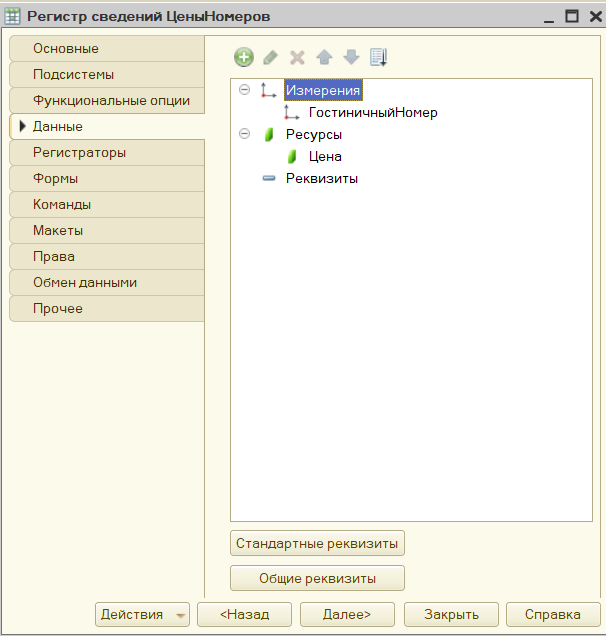 Регистр сведений ЦеныНомеров
Основные
Подсистемы
Функциональные опции
Данные
Регистраторы
Формы
Команды
Макеты
Права
Обмен данными
Прочее
Измерения
ГостиничныйНомер
Ресурсы
Цена
Реквизиты
Стандартные реквизиты
Общие реквизиты
Действия
<Назад
Далее>
Закрыть
Справка